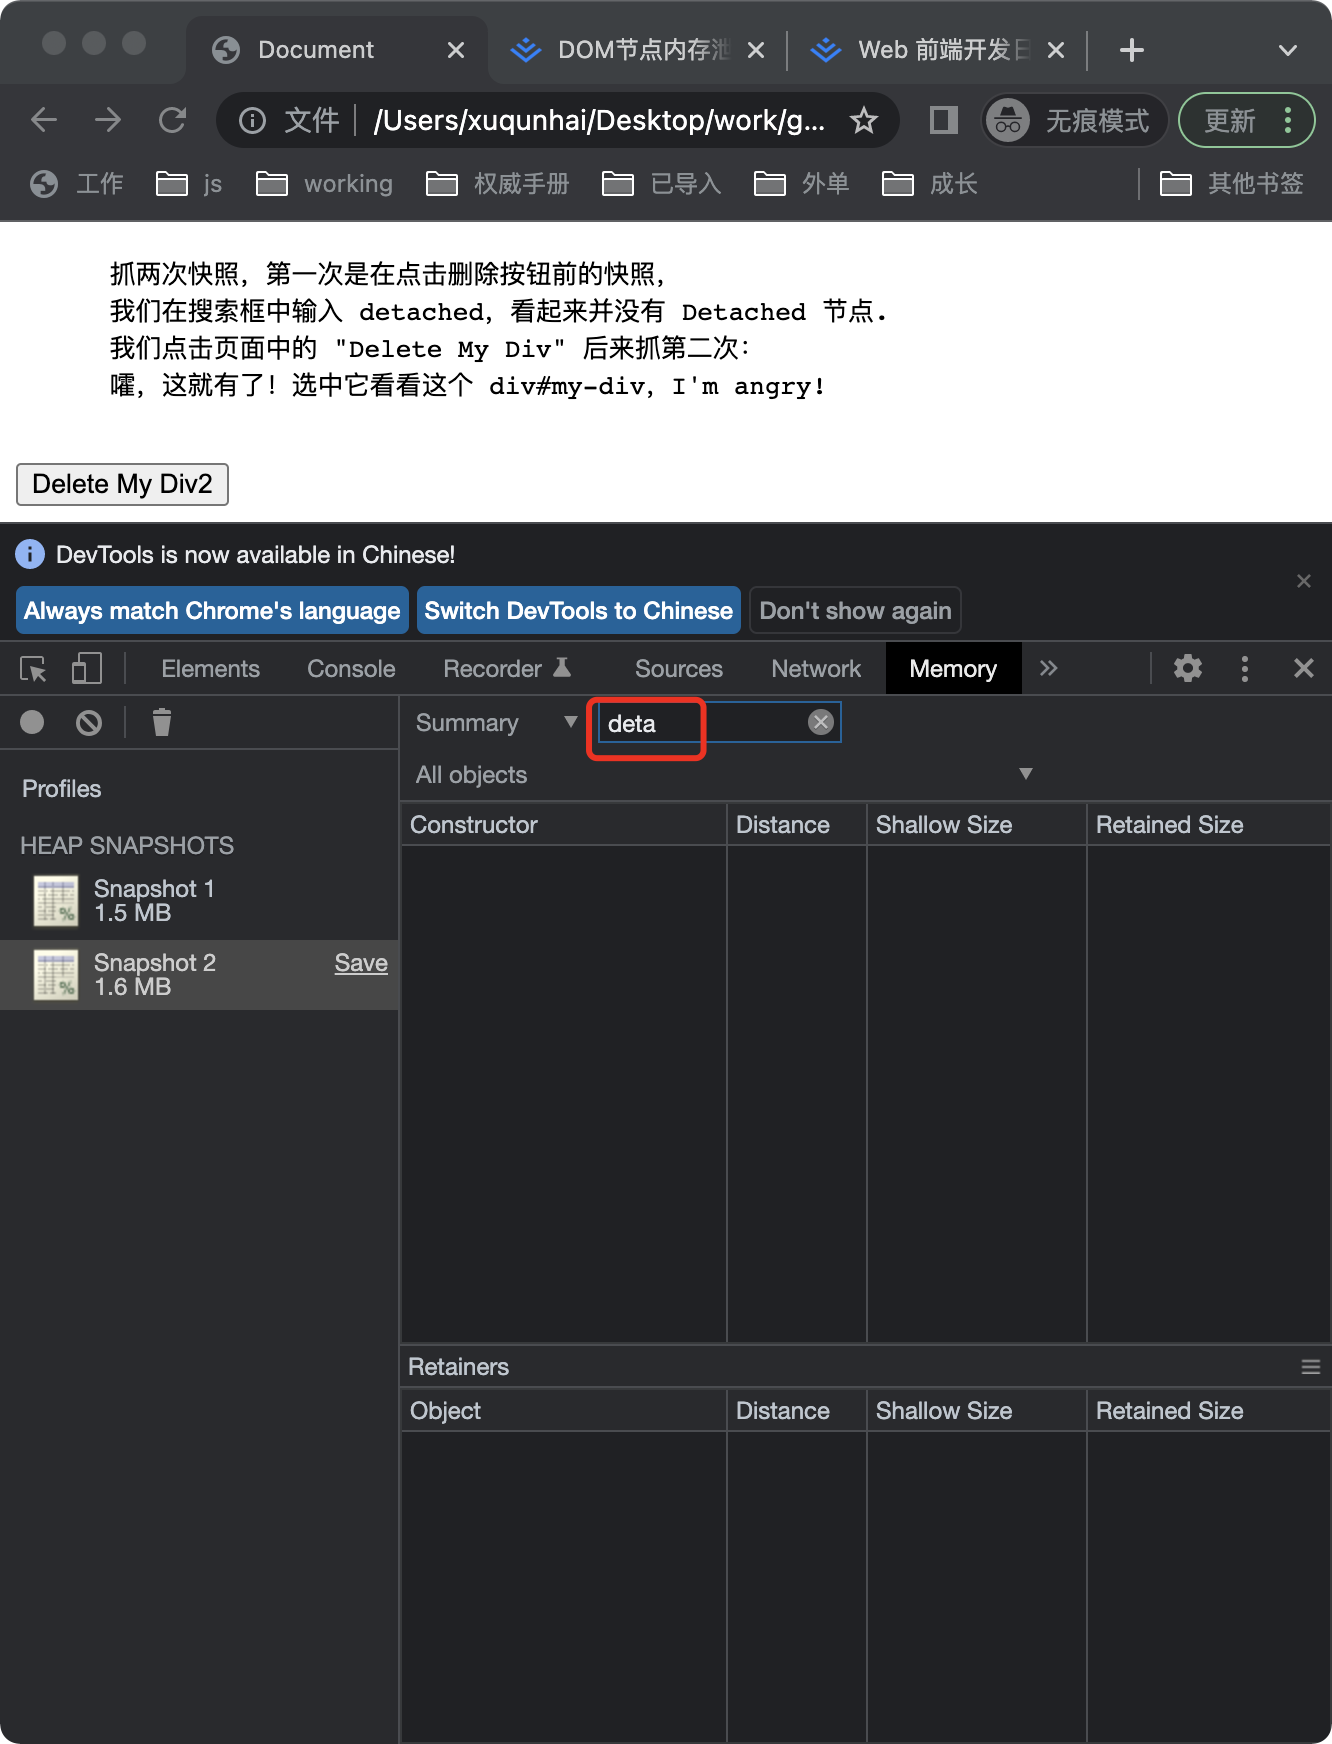 Document
DOM节点内存泄
Web 前端开发日
文件
/Users/xuqunhai/Desktop/work/g...
无痕模式
更新
工作
js
working
权威手册
已导入
外单
成长
其他书签
抓两次快照，第一次是在点击删除按钮前的快照，
我们在搜索框中输入 detached，看起来并没有 Detached 节点.
我们点击页面中的 "Delete My Div" 后来抓第二次：
嚯，这就有了！选中它看看这个 div#my-div，I'm angry!
Delete My Div2
DevTools is now available in Chinese!
Always match Chrome's language
Switch DevTools to Chinese
Don't show again
Elements
Console
Recorder
Sources
Network
Memory
Summary
deta
All objects
Profiles
HEAP SNAPSHOTS
Snapshot 1
1.5 MB
Snapshot 2
Save
1.6 MB
Constructor
Distance
Shallow Size
Retained Size
Retainers
Object
Distance
Shallow Size
Retained Size